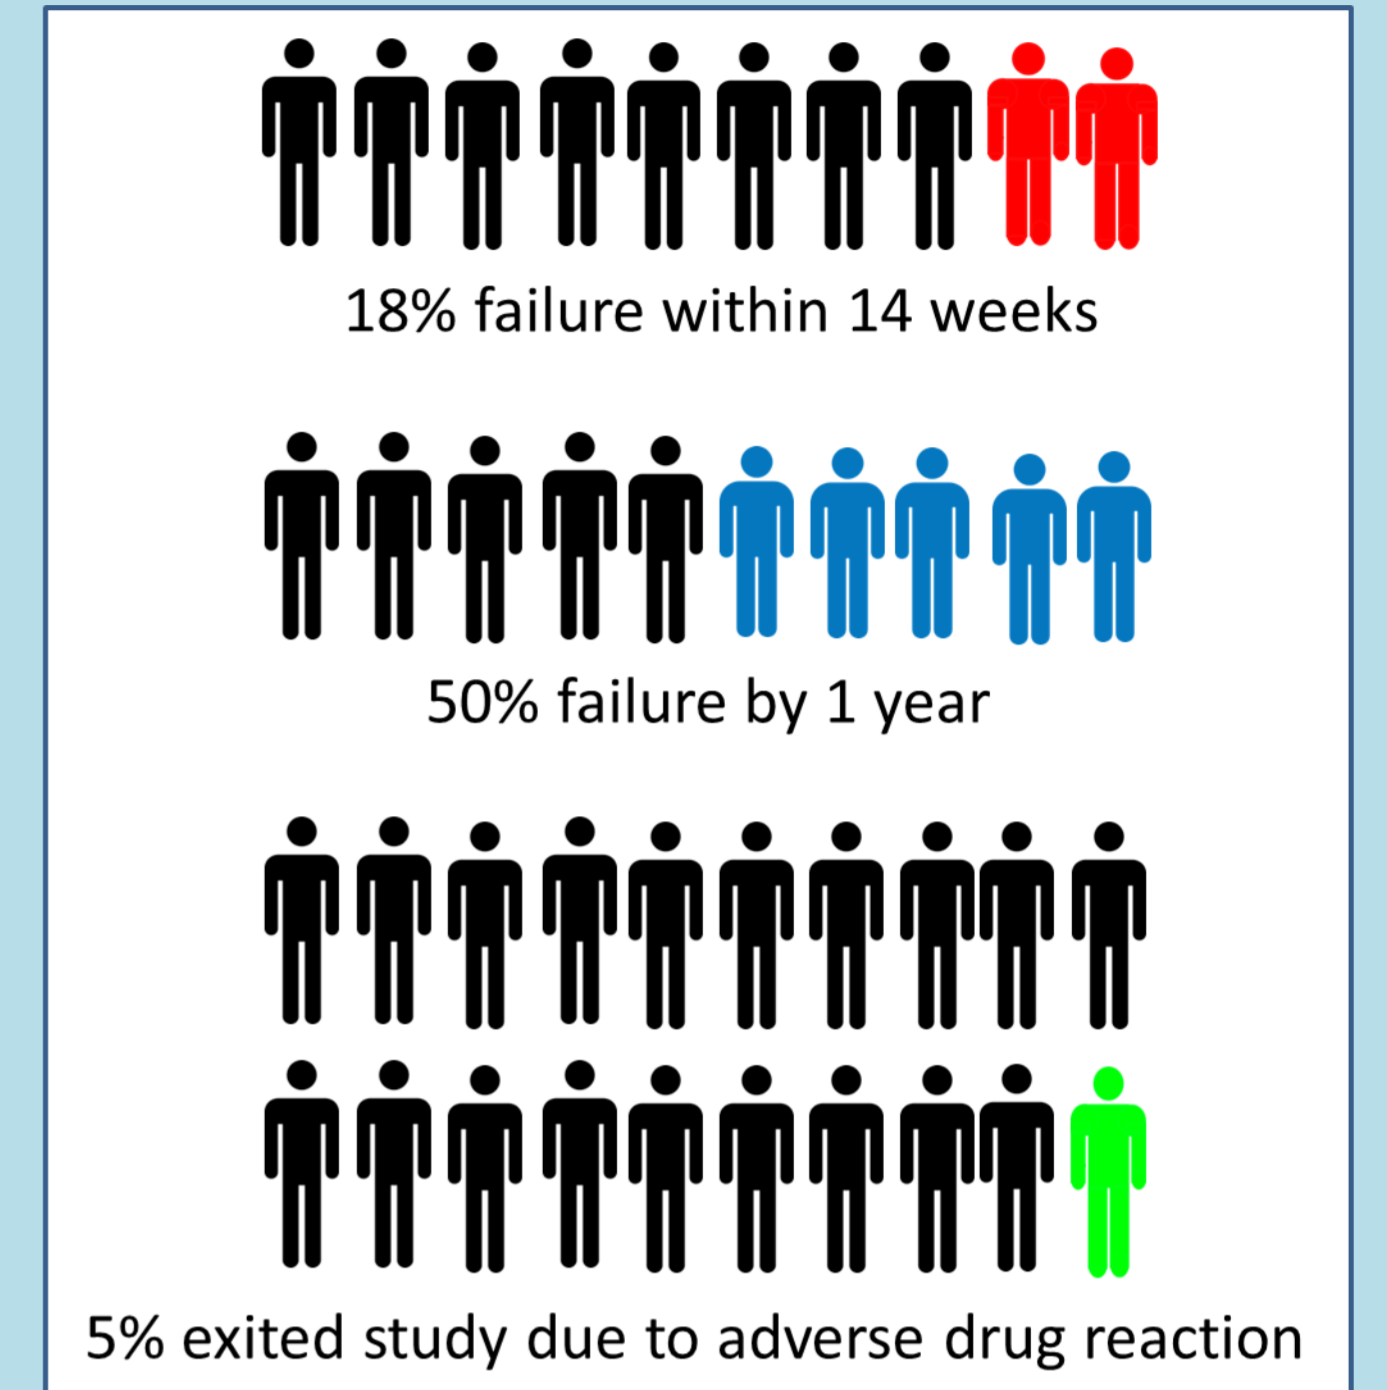 18% failure within 14 weeks
50% failure by 1 year
5% exited study due to adverse drug reaction